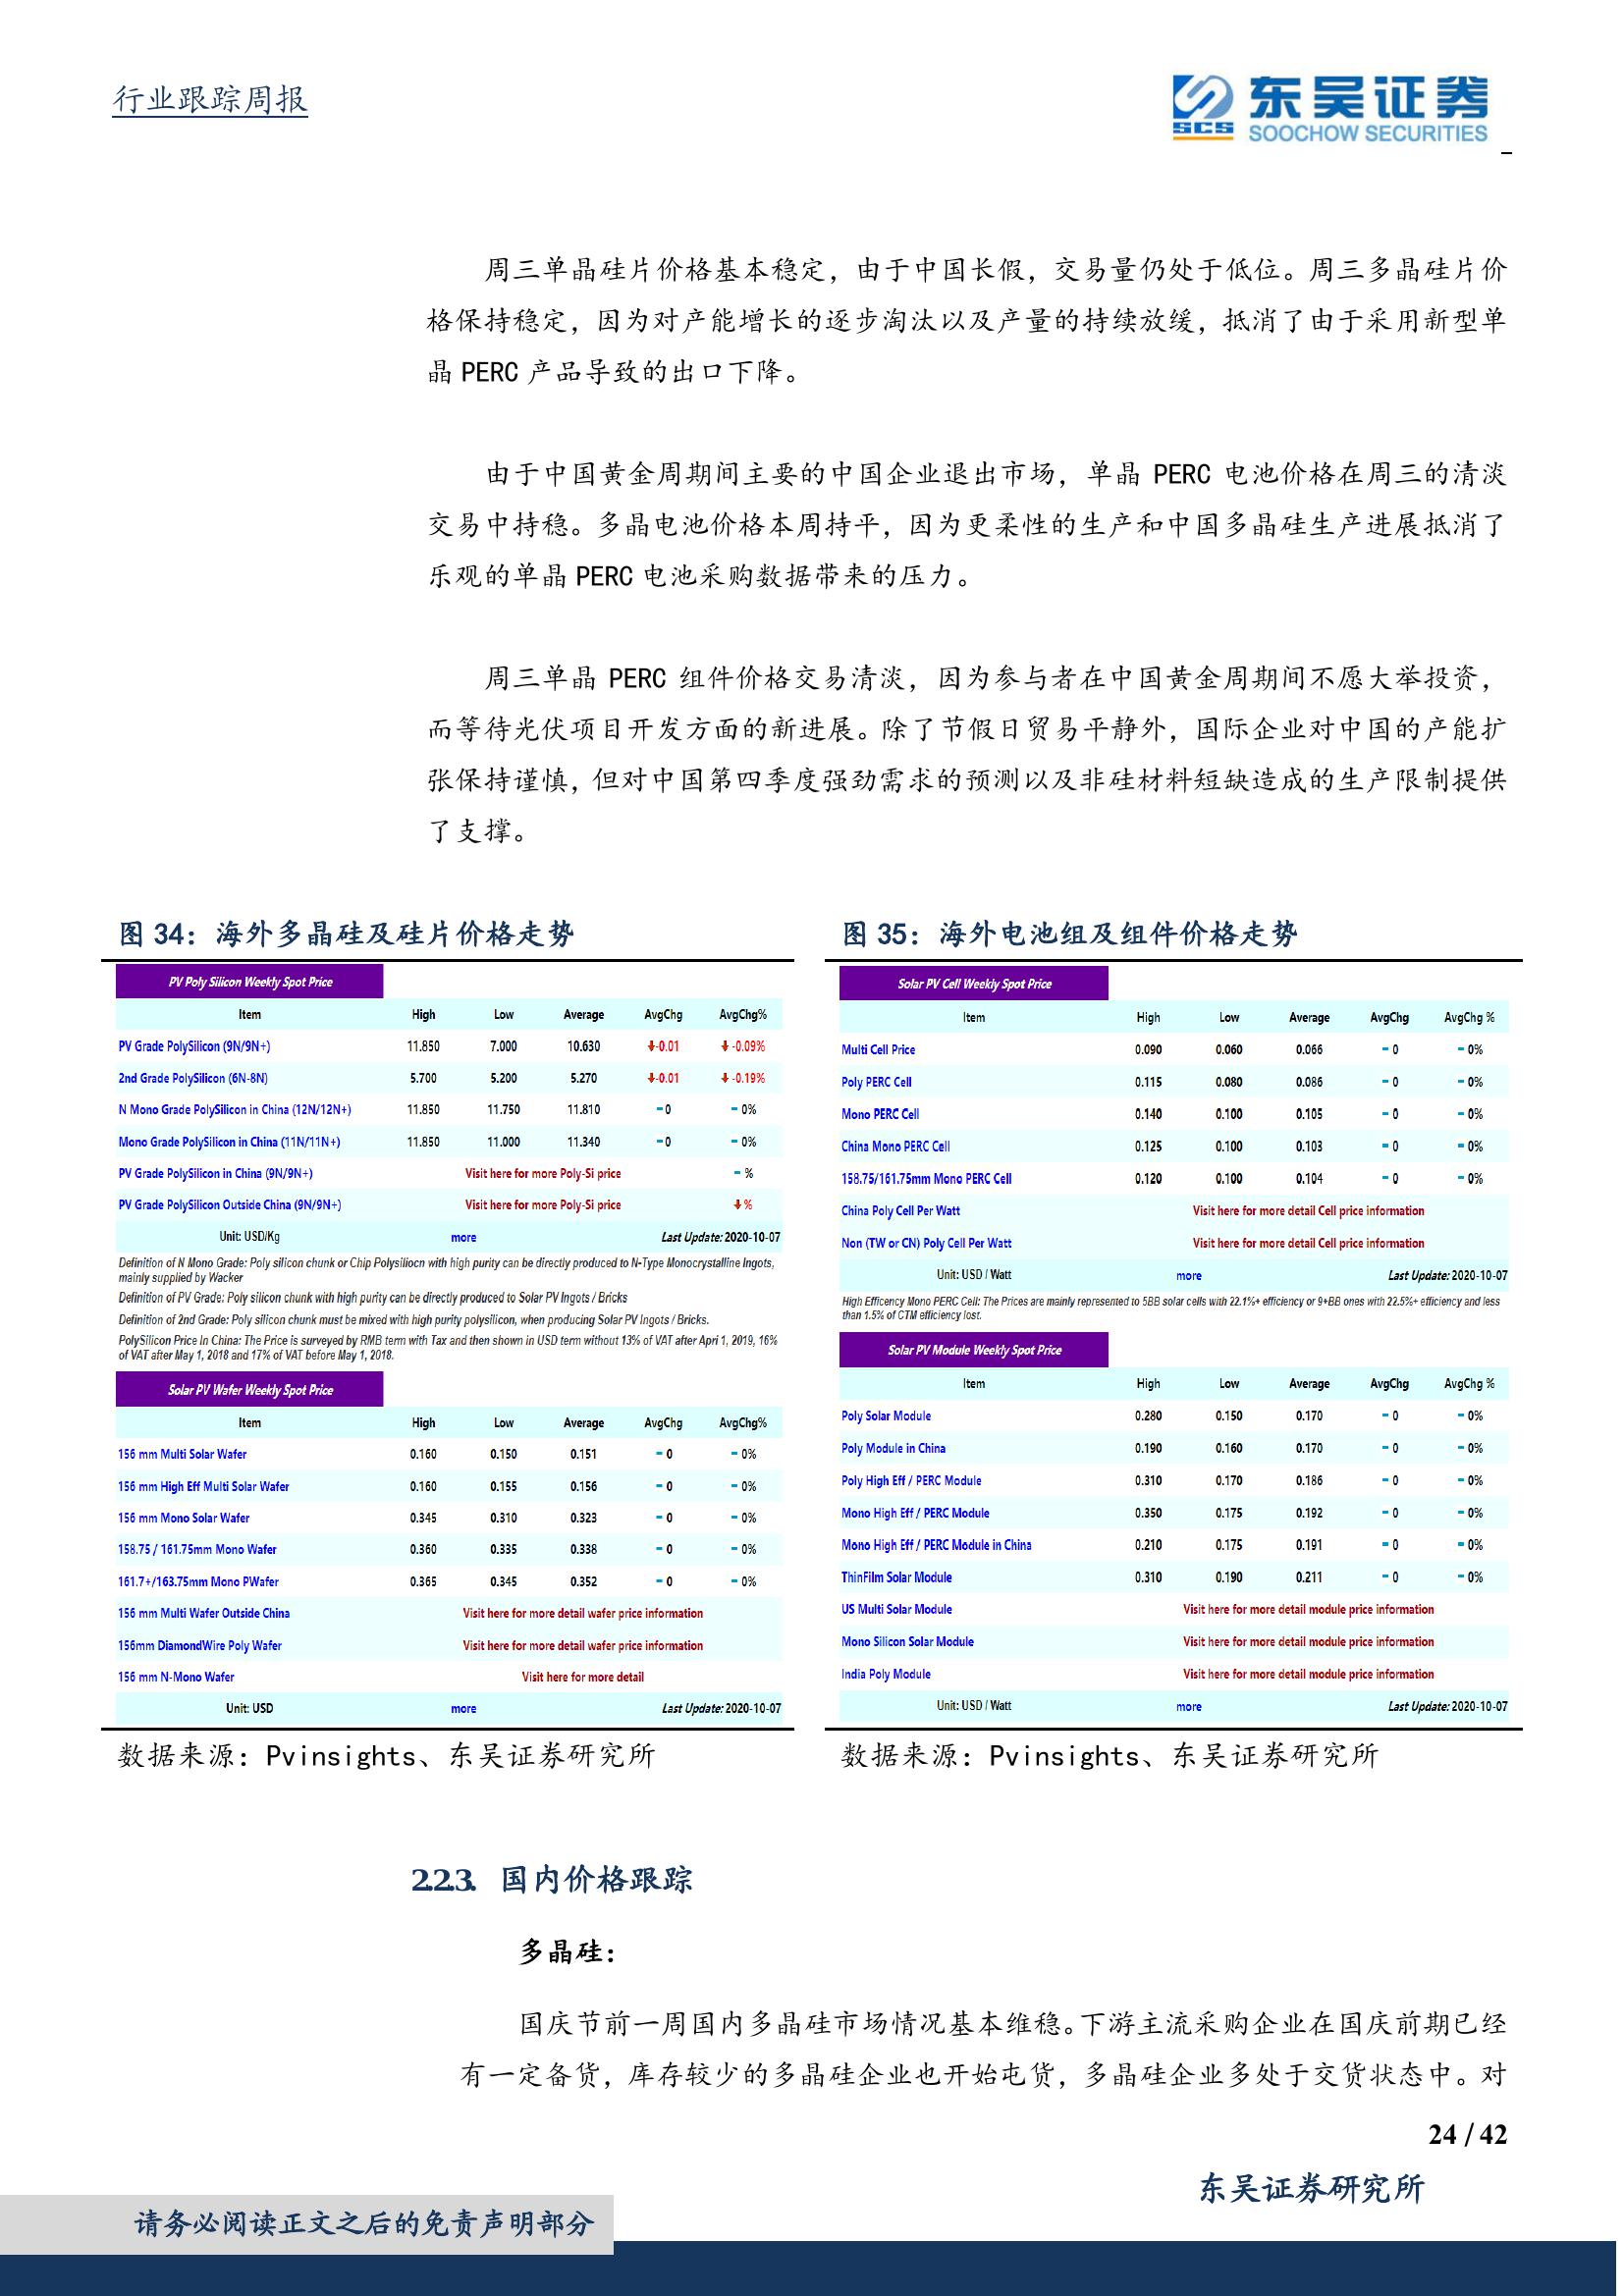 行业跟踪周报
东吴证券
SCS
SOOCHOW SECURITIES
周三单晶硅片价格基本稳定，由于中国长假，交易量仍处于低位。周三多晶硅片价
格保持稳定，因为对产能增长的逐步淘汰以及产量的持续放缓，抵消了由于采用新型单
晶 PERC 产品导致的出口下降。
由于中国黄金周期间主要的中国企业退出市场，单晶 PERC 电池价格在周三的清淡
交易中持稳。多晶电池价格本周持平，因为更柔性的生产和中国多晶硅生产进展抵消了
乐观的单晶 PERC 电池采购数据带来的压力。
周三单晶 PERC 组件价格交易清淡，因为参与者在中国黄金周期间不愿大举投资，
而等待光伏项目开发方面的新进展。除了节假日贸易平静外，国际企业对中国的产能扩
张保持谨慎，但对中国第四季度强劲需求的预测以及非硅材料短缺造成的生产限制提供
了支撑。
图 34：海外多晶硅及硅片价格走势
PV Poly Silicon Weekly Spot Price
Item High Low Average AvgChg AvgChg%
PV Grade PolySilicon (9N/9N+) 11.850 7.000 10.630 -0.01 -0.09%
2nd Grade PolySilicon (6N-8N) 5.700 5.200 5.270 -0.01 -0.19%
N Mono Grade PolySilicon in China (12N/12N+) 11.850 11.750 11.810 0 0%
Mono Grade PolySilicon in China (11N/11N+) 11.850 11.000 11.340 0 0%
PV Grade PolySilicon in China (9N/9N+) Visit here for more Poly-Si price %
PV Grade PolySilicon Outside China (9N/9N+) Visit here for more Poly-Si price %
Unit: USD/Kg more Last Update: 2020-10-07
Definition of N Mono Grade: Poly silicon chunk or Chip Polysiliocn with high purity can be directly produced to N-Type Monocrystalline Ingots,
mainly supplied by Wacker
Definition of PV Grade: Poly silicon chunk with high purity can be directly produced to Solar PV Ingots / Bricks
Definition of 2nd Grade: Poly silicon chunk must be mixed with high purity polysilicon, when producing Solar PV Ingots / Bricks.
PolySilicon Price In China: The Price is surveyed by RMB term with Tax and then shown in USD term without 13% of VAT after Apri 1, 2019, 16%
of VAT after May 1, 2018 and 17% of VAT before May 1, 2018.
Solar PV Wafer Weekly Spot Price
Item High Low Average AvgChg AvgChg%
156 mm Multi Solar Wafer 0.160 0.150 0.151 0 0%
156 mm High Eff Multi Solar Wafer 0.160 0.155 0.156 0 0%
156 mm Mono Solar Wafer 0.345 0.310 0.323 0 0%
158.75 / 161.75mm Mono Wafer 0.360 0.335 0.338 0 0%
161.7+/163.75mm Mono PWafer 0.365 0.345 0.352 0 0%
156 mm Multi Wafer Outside China Visit here for more detail wafer price information
156mm DiamondWire Poly Wafer Visit here for more detail wafer price information
156 mm N-Mono Wafer Visit here for more detail
Unit: USD more Last Update: 2020-10-07
数据来源：Pvinsights、东吴证券研究所
图 35：海外电池组及组件价格走势
Solar PV Cell Weekly Spot Price
Item High Low Average AvgChg AvgChg %
Multi Cell Price 0.090 0.060 0.066 0 0%
Poly PERC Cell 0.115 0.080 0.086 0 0%
Mono PERC Cell 0.140 0.100 0.105 0 0%
China Mono PERC Cell 0.125 0.100 0.103 0 0%
158.75/161.75mm Mono PERC Cell 0.120 0.100 0.104 0 0%
China Poly Cell Per Watt Visit here for more detail Cell price information
Non (TW or CN) Poly Cell Per Watt Visit here for more detail Cell price information
Unit: USD / Watt more Last Update: 2020-10-07
High Efficency Mono PERC Cell: The Prices are mainly represented to 5BB solar cells with 22.1%+ efficiency or 9+BB ones with 22.5%+ efficiency and less
than 1.5% of CTM efficiency lost.
Solar PV Module Weekly Spot Price
Item High Low Average AvgChg AvgChg %
Poly Solar Module 0.280 0.150 0.170 0 0%
Poly Module in China 0.190 0.160 0.170 0 0%
Poly High Eff / PERC Module 0.310 0.170 0.186 0 0%
Mono High Eff / PERC Module 0.350 0.175 0.192 0 0%
Mono High Eff / PERC Module in China 0.210 0.175 0.191 0 0%
ThinFilm Solar Module 0.310 0.190 0.211 0 0%
US Multi Solar Module Visit here for more detail module price information
Mono Silicon Solar Module Visit here for more detail module price information
India Poly Module Visit here for more detail module price information
Unit: USD / Watt more Last Update: 2020-10-07
数据来源：Pvinsights、东吴证券研究所
2.2.3. 国内价格跟踪
多晶硅：
国庆节前一周国内多晶硅市场情况基本维稳。下游主流采购企业在国庆前期已经
有一定备货，库存较少的多晶硅企业也开始屯货，多晶硅企业多处于交货状态中。对
24 / 42
东吴证券研究所
请务必阅读正文之后的免责声明部分